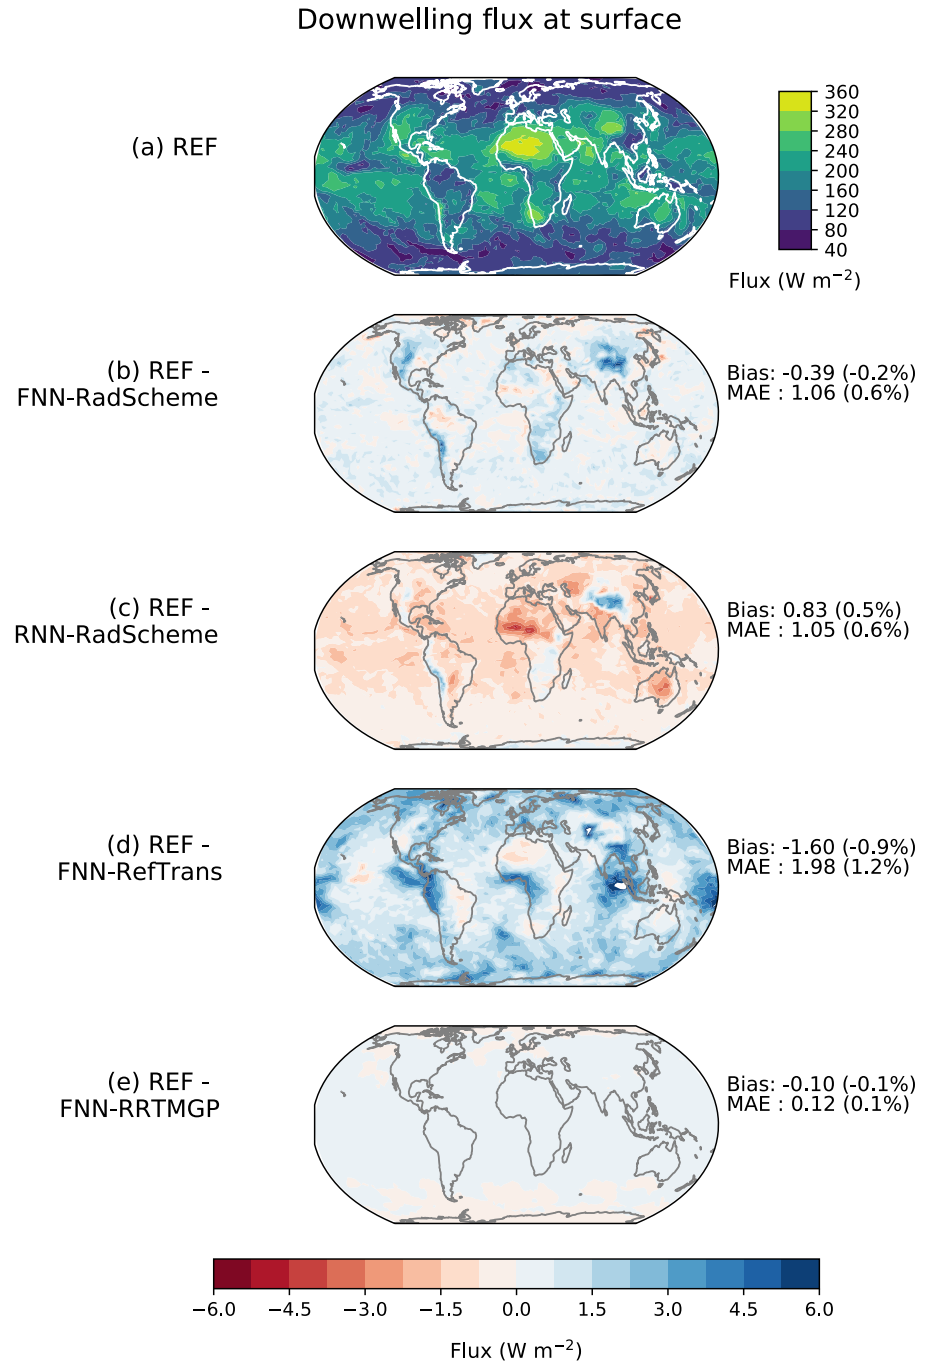 Downwelling flux at surface
(a) REF
360
320
280
240
200
160
120
80
40
Flux (W m⁻²)
(b) REF -
FNN-RadScheme
Bias: -0.39 (-0.2%)
MAE : 1.06 (0.6%)
(c) REF -
RNN-RadScheme
Bias: 0.83 (0.5%)
MAE : 1.05 (0.6%)
(d) REF -
FNN-RefTrans
Bias: -1.60 (-0.9%)
MAE : 1.98 (1.2%)
(e) REF -
FNN-RRTMGP
Bias: -0.10 (-0.1%)
MAE : 0.12 (0.1%)
−6.0 −4.5 −3.0 −1.5 0.0 1.5 3.0 4.5 6.0
Flux (W m⁻²)